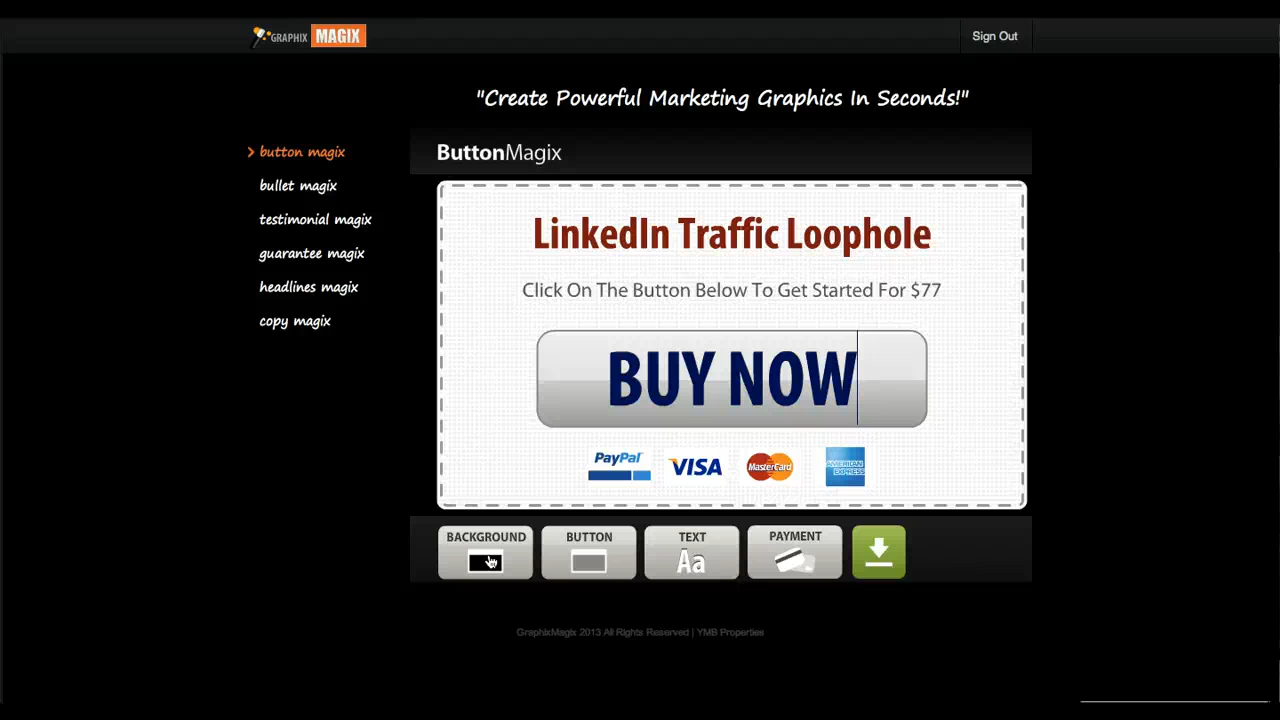 GRAPHIX MAGIX
Sign Out
"Create Powerful Marketing Graphics In Seconds!"
button magix
bullet magix
testimonial magix
guarantee magix
headlines magix
copy magix
ButtonMagix
LinkedIn Traffic Loophole
Click On The Button Below To Get Started For $77
BUY NOW
PayPal VISA MasterCard AMERICAN EXPRESS
BACKGROUND BUTTON TEXT PAYMENT
Aa
GraphixMagix 2013 All Rights Reserved | YMB Properties